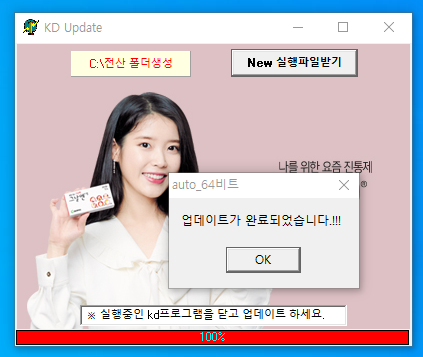 KD Update
C:\전산 폴더생성
New 실행파일받기
나를 위한 요즘 진통제
®
auto_64비트
업데이트가 완료되었습니다.!!!
OK
※ 실행중인 kd프로그램을 닫고 업데이트 하세요.
100%